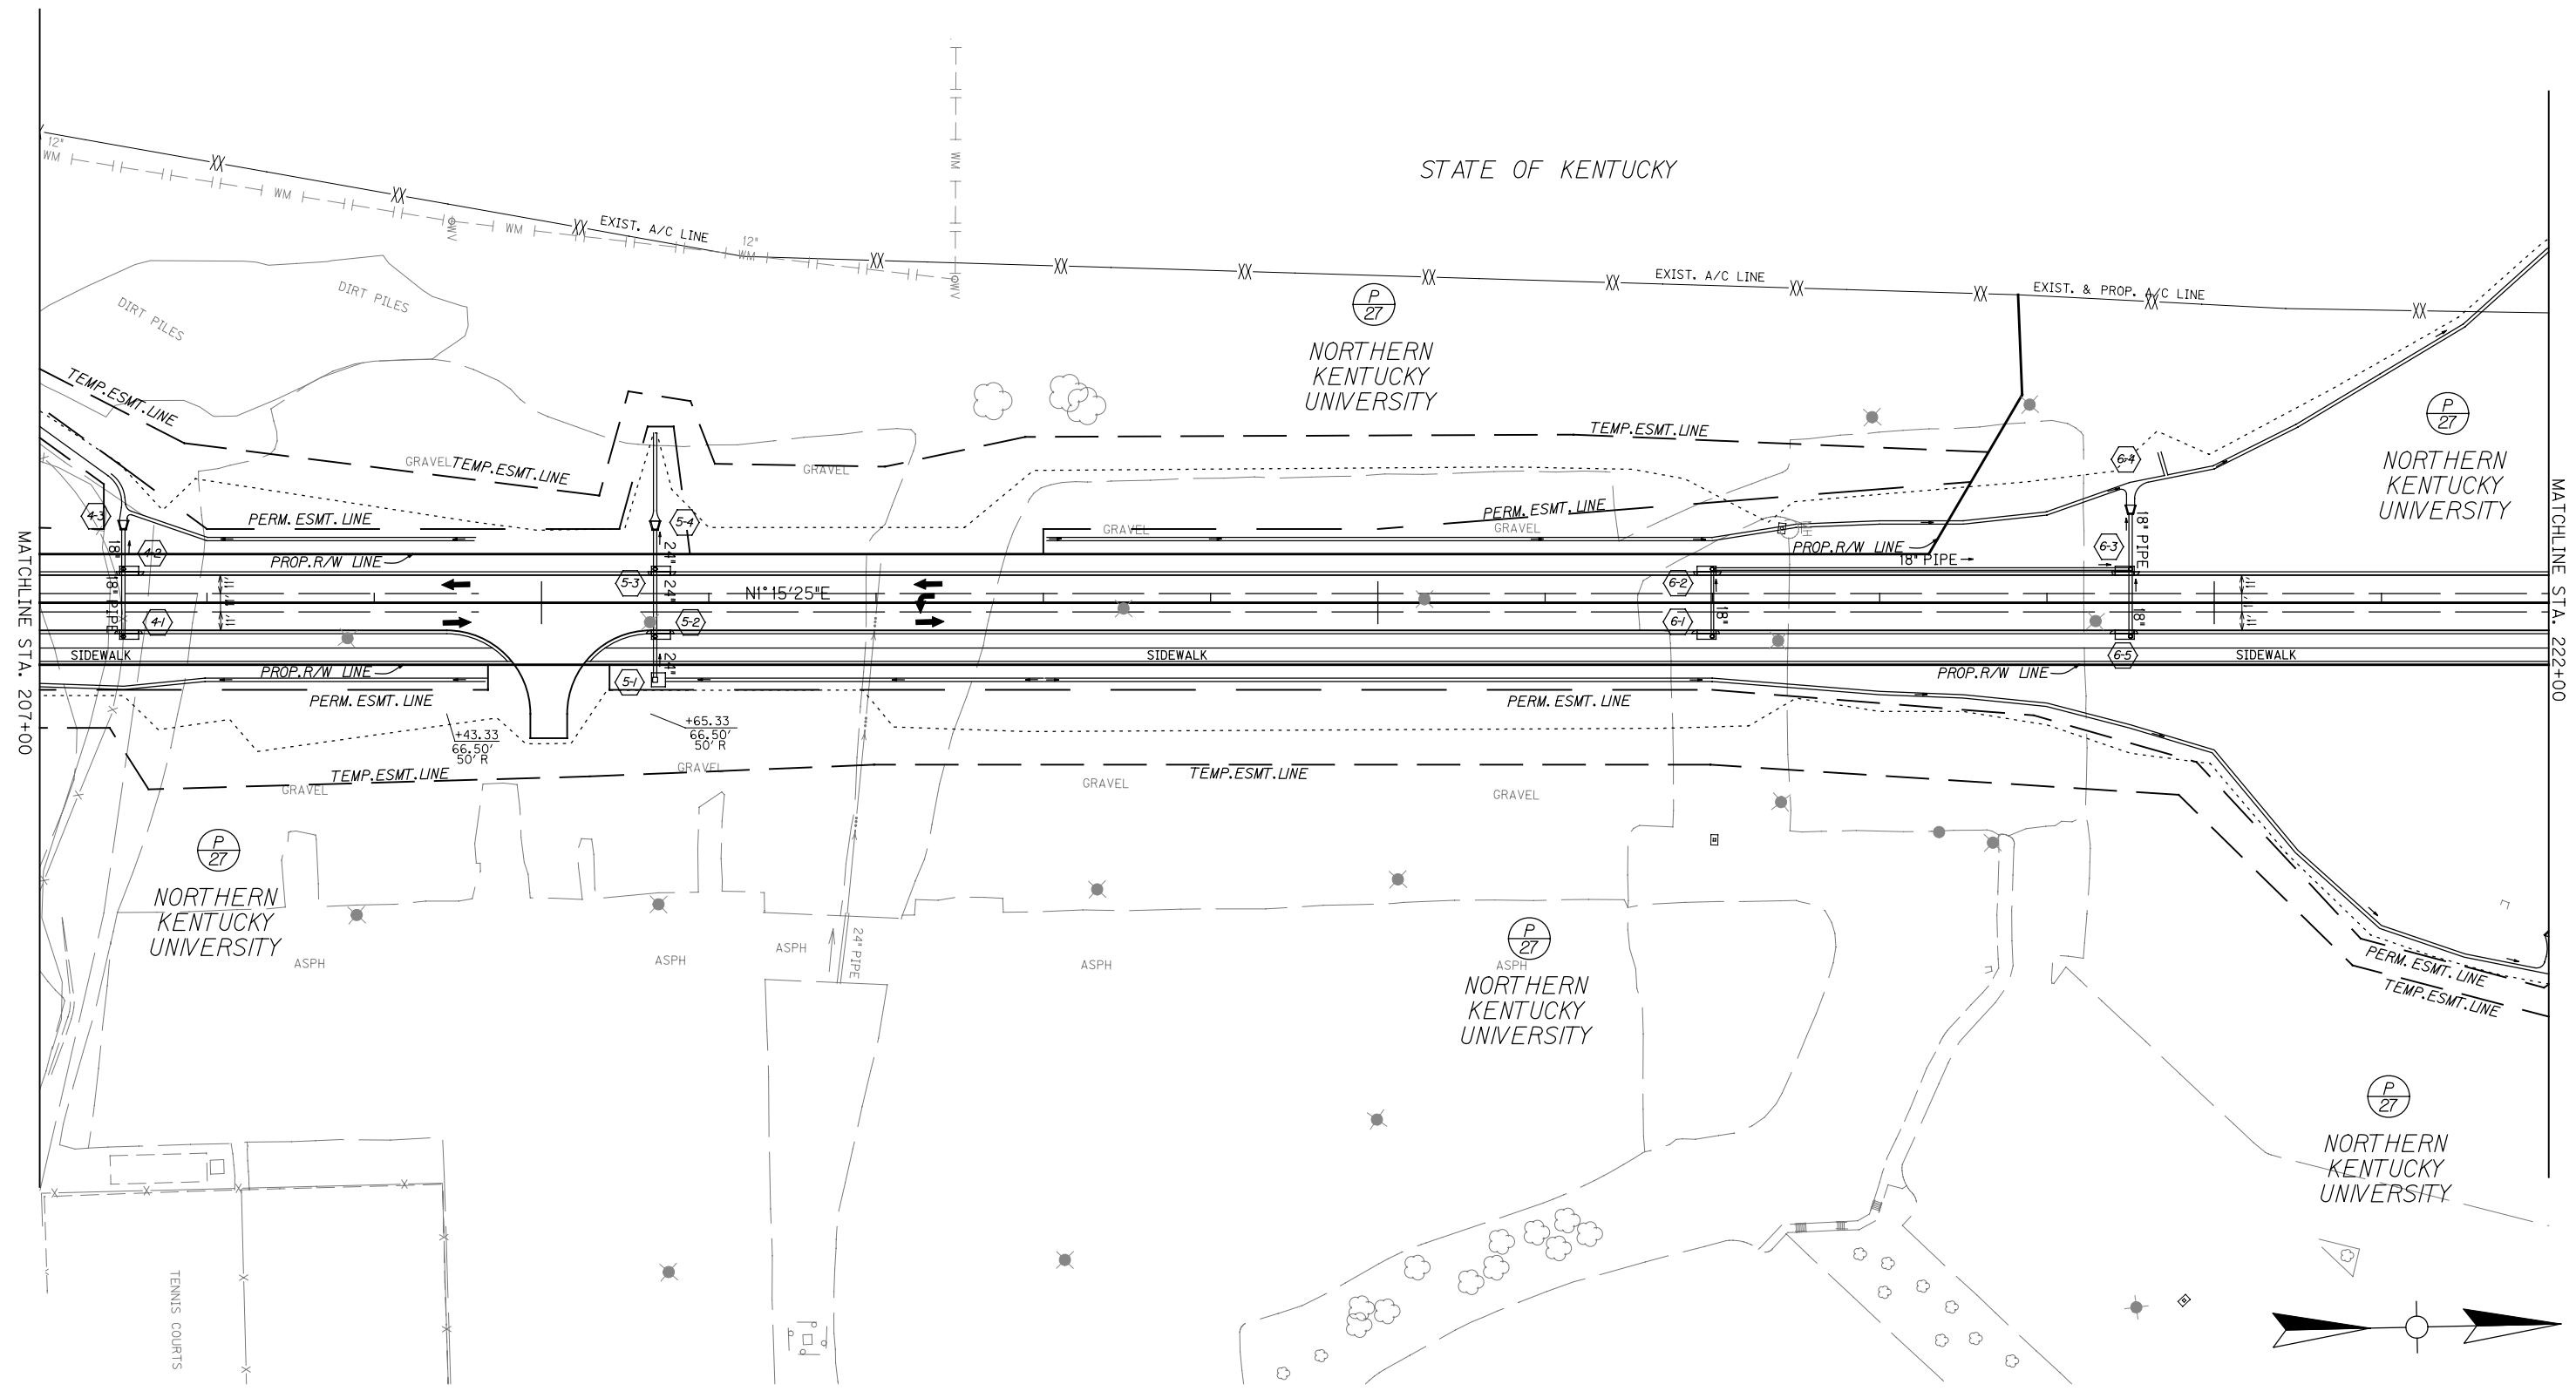 STATE OF KENTUCKY
12"
WM
WM
WV
WM
EXIST. A/C LINE
12"
WM
WM
WV
EXIST. A/C LINE
EXIST. & PROP. A/C LINE
DIRT PILES
DIRT PILES
P
27
NORTHERN
KENTUCKY
UNIVERSITY
P
27
NORTHERN
KENTUCKY
UNIVERSITY
TEMP. ESMT. LINE
GRAVEL
TEMP. ESMT. LINE
GRAVEL
TEMP. ESMT. LINE
PERM. ESMT. LINE
PERM. ESMT. LINE
GRAVEL
GRAVEL
4-3
4-2
4-1
5-4
5-3
5-2
5-1
6-4
6-3
6-2
6-1
6-5
18"
18" PIPE
24"
24"
24"
18"
18" PIPE
18" PIPE
18"
PROP. R/W LINE
PROP. R/W LINE
N1°15'25"E
11'
11'
11'
11'
11'
11'
MATCHLINE STA. 207+00
MATCHLINE STA. 222+00
SIDEWALK
SIDEWALK
SIDEWALK
PROP. R/W LINE
PROP. R/W LINE
PERM. ESMT. LINE
PERM. ESMT. LINE
+43.33
66.50'
50' R
+65.33
66.50'
50' R
TEMP. ESMT. LINE
TEMP. ESMT. LINE
GRAVEL
GRAVEL
GRAVEL
GRAVEL
P
27
NORTHERN
KENTUCKY
UNIVERSITY
ASPH
ASPH
ASPH
24" PIPE
ASPH
ASPH
P
27
NORTHERN
KENTUCKY
UNIVERSITY
PERM. ESMT. LINE
TEMP. ESMT. LINE
P
27
NORTHERN
KENTUCKY
UNIVERSITY
TENNIS COURTS